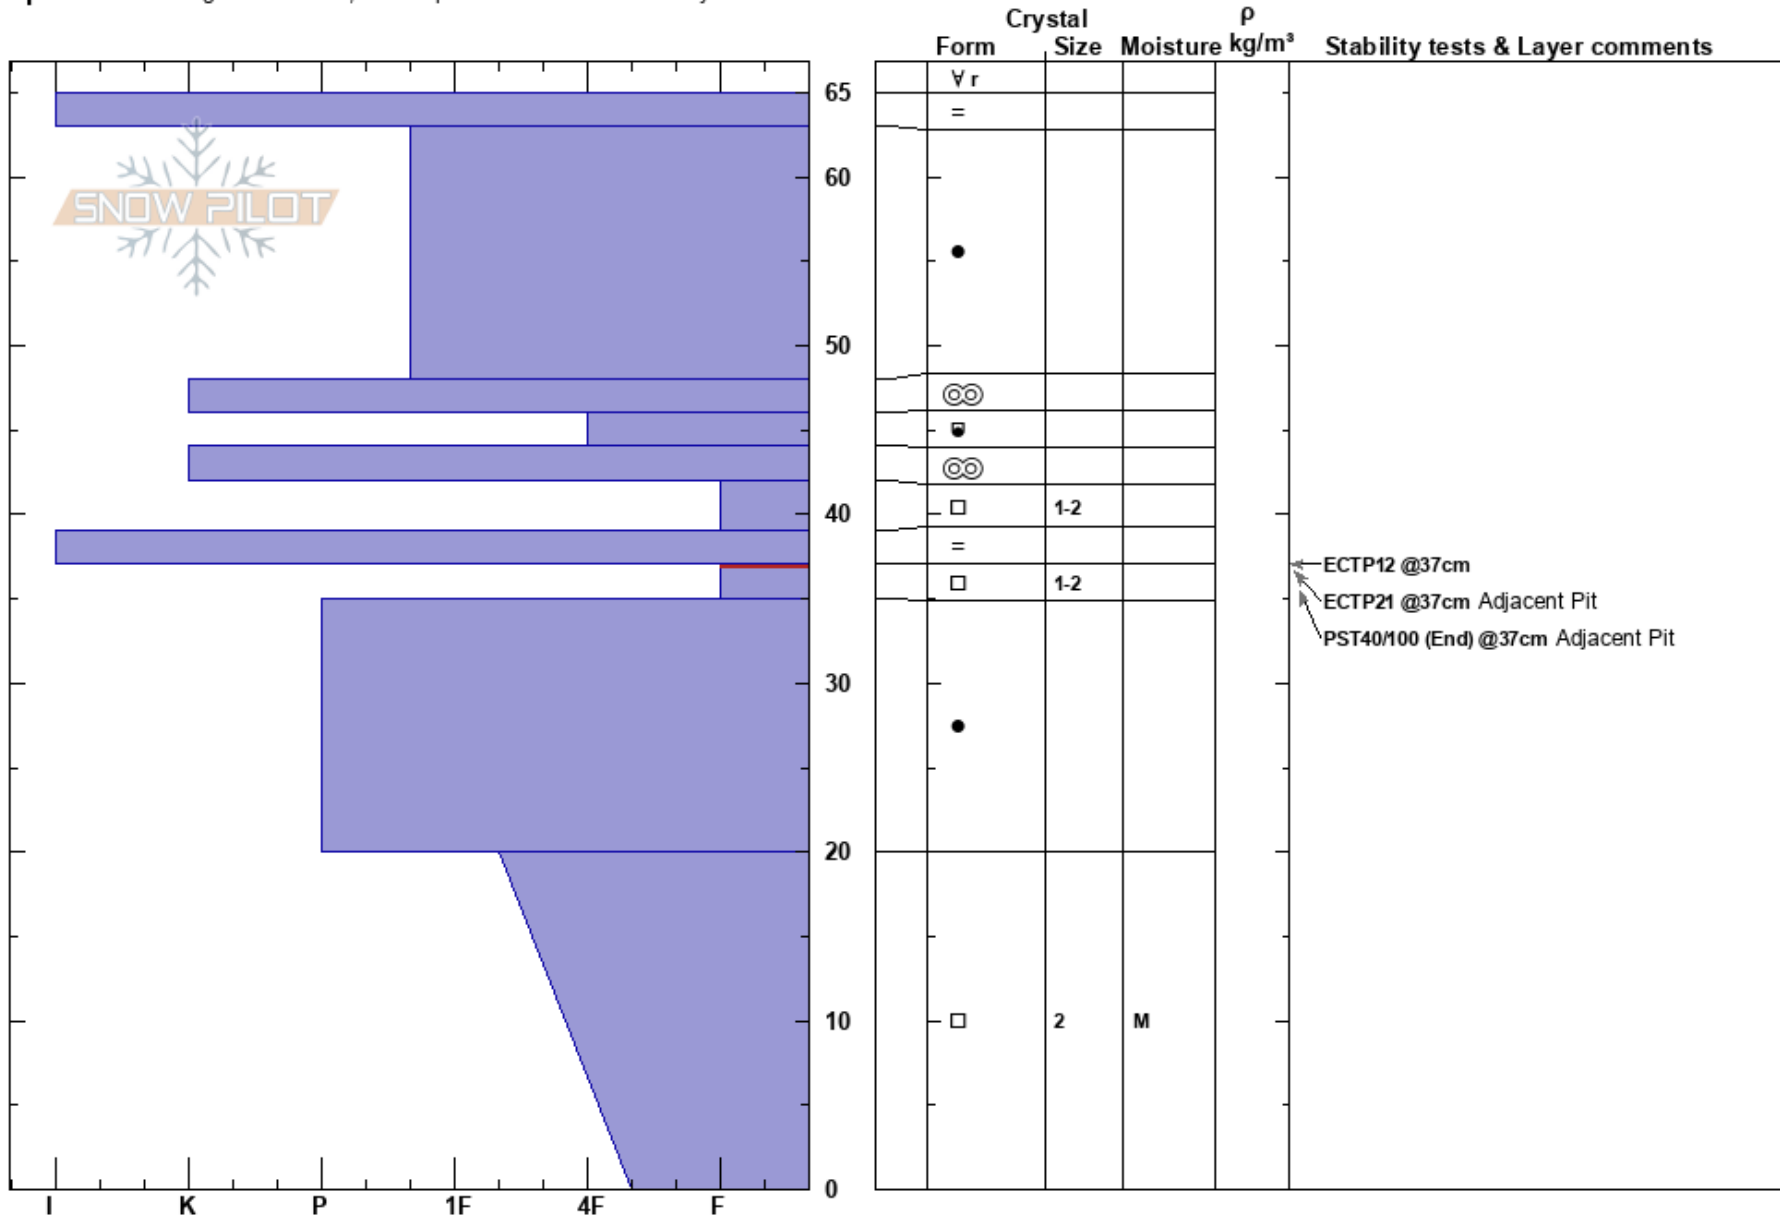 Crystal ρ
Form Size Moisture kg/m³ Stability tests & Layer comments
r
65
=
SNOW PILOT
60
50
40 1-2
=
ECTP12 @37cm
1-2
ECTP21 @37cm Adjacent Pit
PST40/100 (End) @37cm Adjacent Pit
30
20
10 2 M
0
I K P 1F 4F F